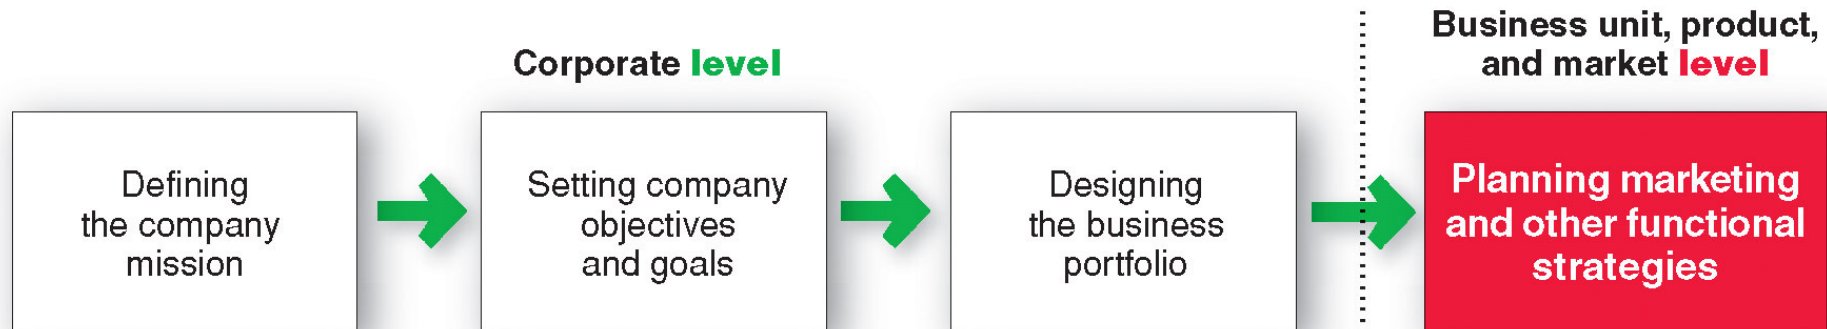 Corporate level
Business unit, product,
and market level
Defining
the company
mission
Setting company
objectives
and goals
Designing
the business
portfolio
Planning marketing
and other functional
strategies